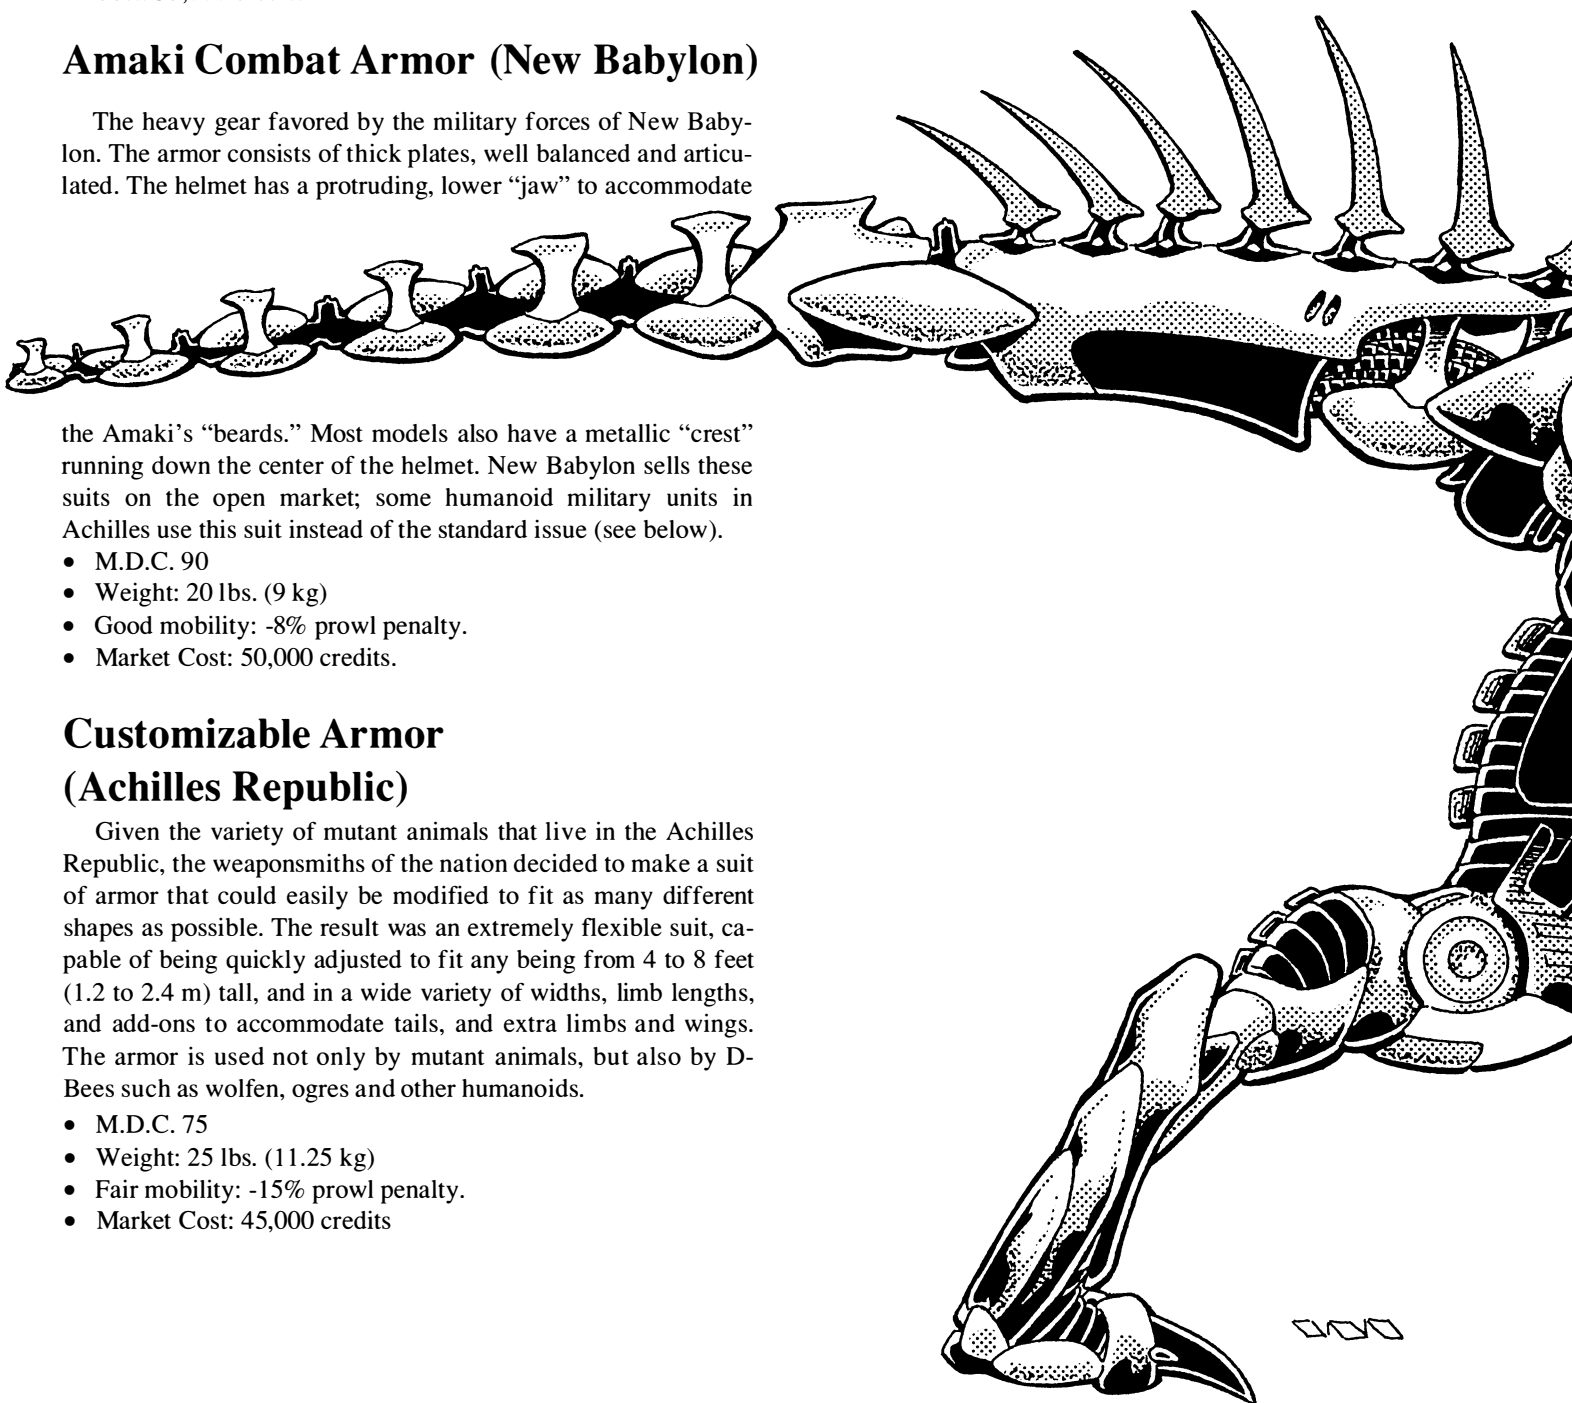 Amaki Combat Armor (New Babylon)
The heavy gear favored by the military forces of New Baby-
lon. The armor consists of thick plates, well balanced and articu-
lated. The helmet has a protruding, lower “jaw” to accommodate
the Amaki’s “beards.” Most models also have a metallic “crest”
running down the center of the helmet. New Babylon sells these
suits on the open market; some humanoid military units in
Achilles use this suit instead of the standard issue (see below).
• M.D.C. 90
• Weight: 20 lbs. (9 kg)
• Good mobility: -8% prowl penalty.
• Market Cost: 50,000 credits.
Customizable Armor
(Achilles Republic)
Given the variety of mutant animals that live in the Achilles
Republic, the weaponsmiths of the nation decided to make a suit
of armor that could easily be modified to fit as many different
shapes as possible. The result was an extremely flexible suit, ca-
pable of being quickly adjusted to fit any being from 4 to 8 feet
(1.2 to 2.4 m) tall, and in a wide variety of widths, limb lengths,
and add-ons to accommodate tails, and extra limbs and wings.
The armor is used not only by mutant animals, but also by D-
Bees such as wolfen, ogres and other humanoids.
• M.D.C. 75
• Weight: 25 lbs. (11.25 kg)
• Fair mobility: -15% prowl penalty.
• Market Cost: 45,000 credits